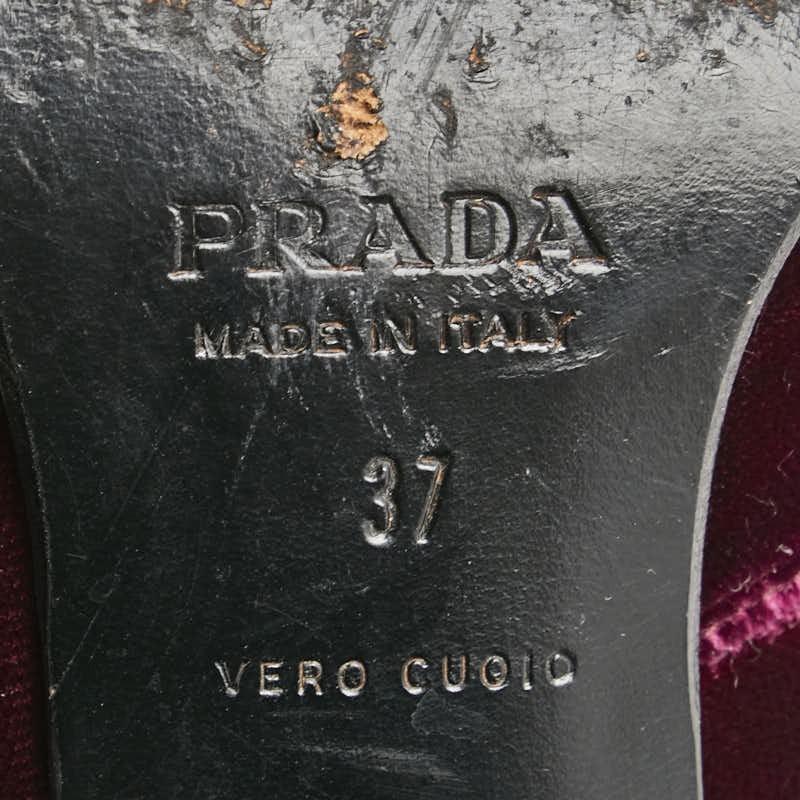 PRADA
MADE IN ITALY
37
VERO CUOIO